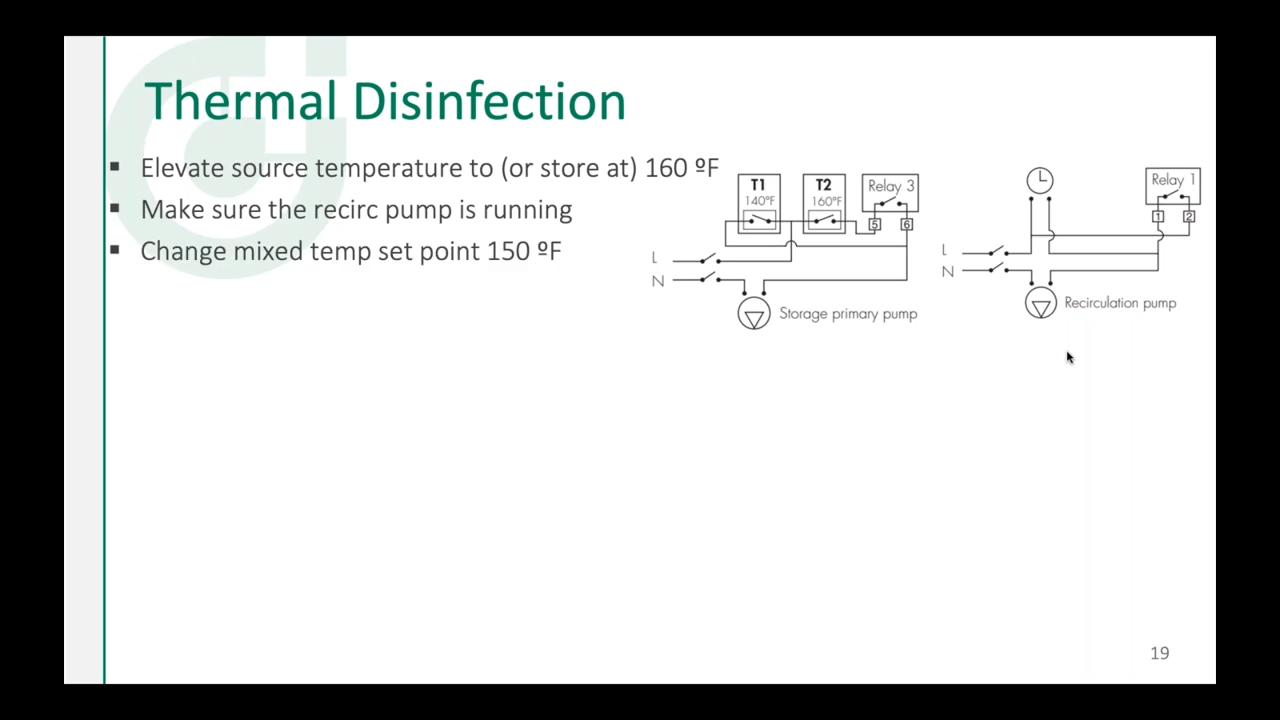 Thermal Disinfection
▪ Elevate source temperature to (or store at) 160 ºF
▪ Make sure the recirc pump is running
▪ Change mixed temp set point 150 ºF
T1
140°F
T2
160°F
Relay 3
5
6
L
N
Storage primary pump
Relay 1
1
2
L
N
Recirculation pump
19